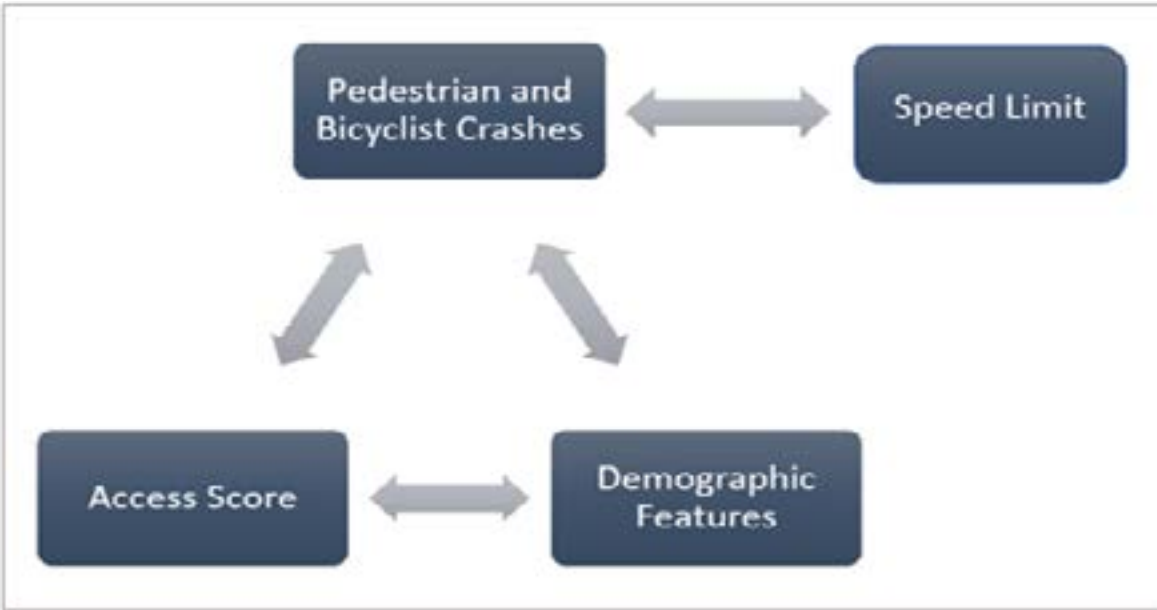 Pedestrian and
Bicyclist Crashes
Speed Limit
Access Score
Demographic
Features